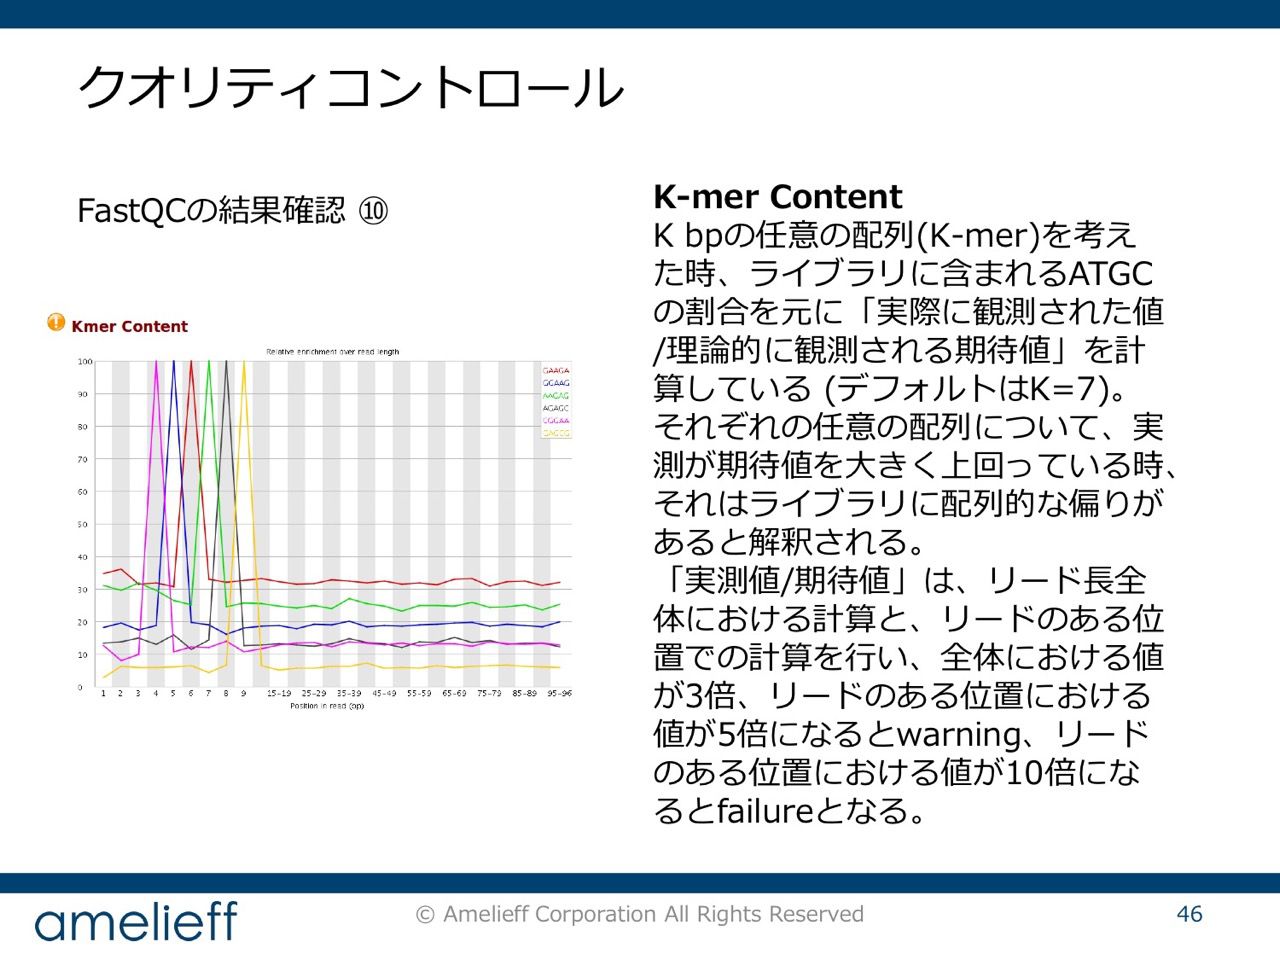 クオリティコントロール
FastQCの結果確認 ⑩
K-mer Content
K bpの任意の配列(K-mer)を考え
た時、ライブラリに含まれるATGC
の割合を元に「実際に観測された値
/理論的に観測される期待値」を計
算している (デフォルトはK=7)。
それぞれの任意の配列について、実
測が期待値を大きく上回っている時、
それはライブラリに配列的な偏りが
あると解釈される。
「実測値/期待値」は、リード長全
体における計算と、リードのある位
置での計算を行い、全体における値
が3倍、リードのある位置における
値が5倍になるとwarning、リード
のある位置における値が10倍にな
るとfailureとなる。
Kmer Content
Relative enrichment over read length
100
90
80
70
60
50
40
30
20
10
0
GAAGA
GGAAG
AAGAG
AGAGC
CGGAA
1 2 3 4 5 6 7 8 9 15-19 25-29 35-39 45-49 55-59 65-69 75-79 85-89 95-96
Position in read (bp)
amelieff
© Amelieff Corporation All Rights Reserved
46